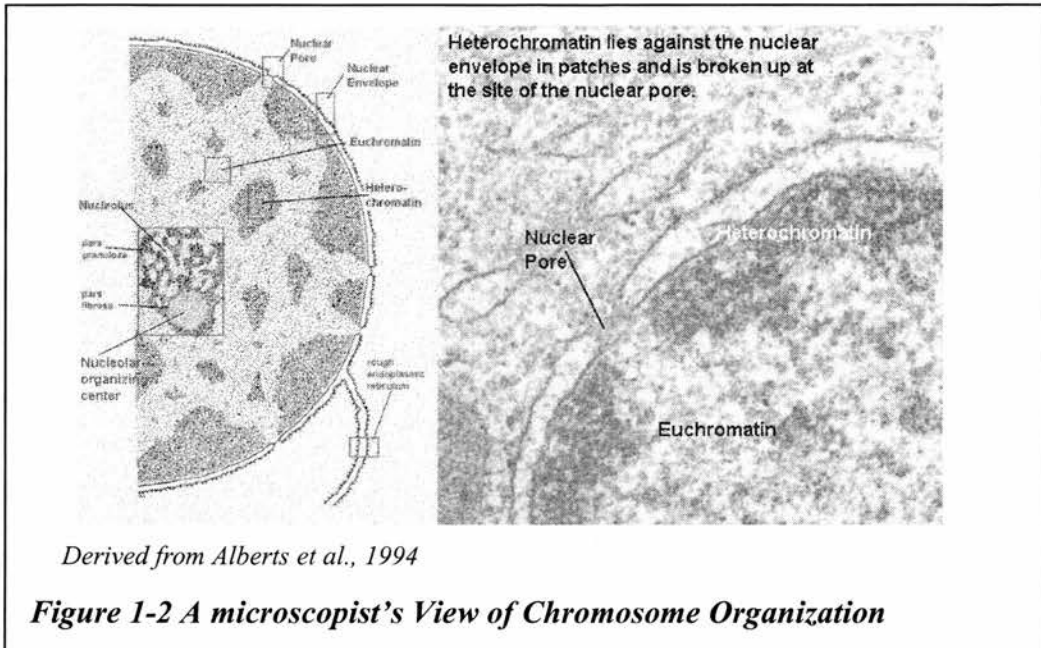 Nuclear
Pore
Nuclear
Envelope
Euchromatin
Hetero-
chromatin
Nucleolus
pars
granulosa
pars
fibrosa
Nucleolar
organizing
center
rough
endoplasmic
reticulum
Heterochromatin lies against the nuclear
envelope in patches and is broken up at
the site of the nuclear pore.
Heterochromatin
Nuclear
Pore
Euchromatin
Derived from Alberts et al., 1994
Figure 1-2 A microscopist's View of Chromosome Organization